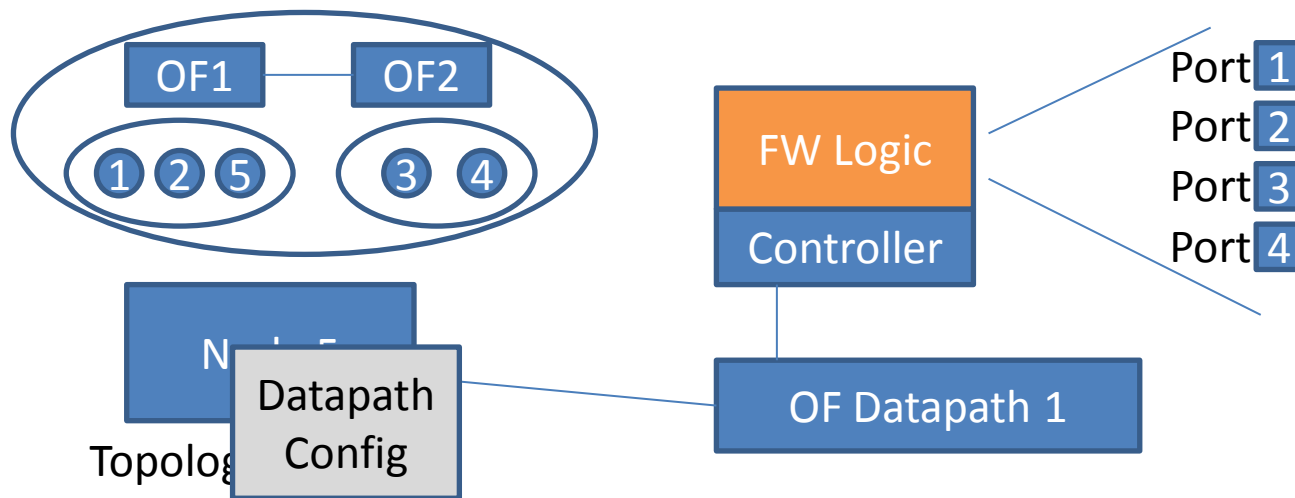 OF1
OF2
1 2 5
3 4
FW Logic
Controller
Port 1
Port 2
Port 3
Port 4
Datapath
Config
OF Datapath 1